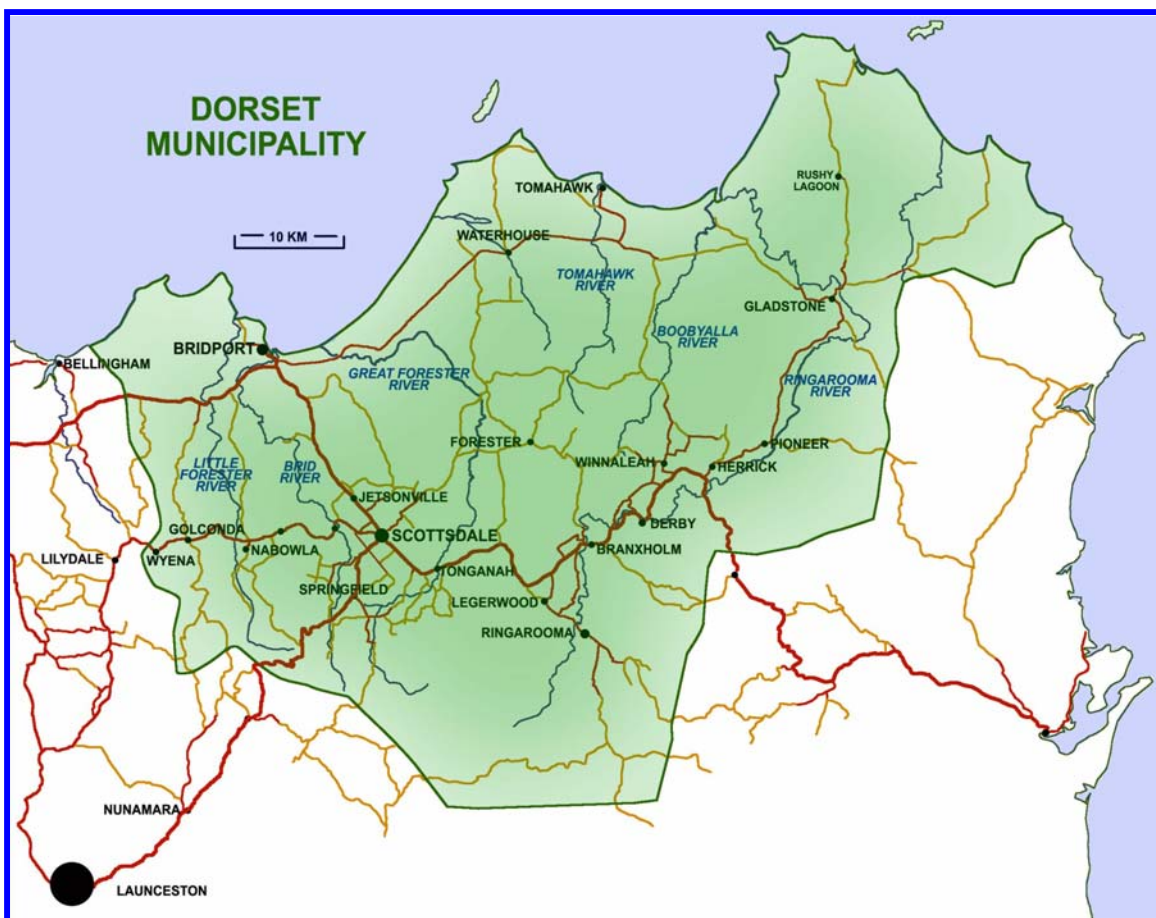 DORSET
MUNICIPALITY
10 KM
RUSHY
LAGOON
TOMAHAWK
WATERHOUSE
TOMAHAWK
RIVER
GLADSTONE
BOOBYALLA
RIVER
BRIDPORT
BELLINGHAM
GREAT FORESTER
RIVER
RINGAROOMA
RIVER
FORESTER
PIONEER
WINNALEAH
HERRICK
LITTLE
FORESTER
RIVER
BRID
RIVER
JETSONVILLE
GOLCONDA
DERBY
SCOTTSDALE
BRANXHOLM
NABOWLA
LILYDALE
WYENA
TONGANAH
SPRINGFIELD
LEGERWOOD
RINGAROOMA
NUNAMARA
LAUNCESTON